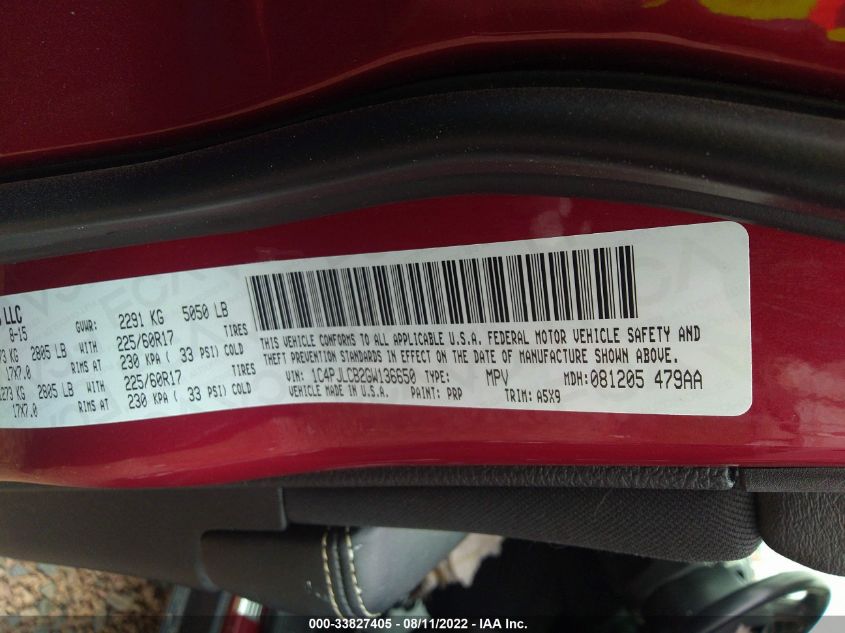 LLC
8-15 GVWR: 2291 KG 5050 LB
2805 LB WITH 225/60R17 TIRES
17X7.0 RIMS AT 230 KPA ( 33 PSI) COLD
1273 KG 2805 LB WITH 225/60R17 TIRES
17X7.0 RIMS AT 230 KPA ( 33 PSI) COLD
THIS VEHICLE CONFORMS TO ALL APPLICABLE U.S.A. FEDERAL MOTOR VEHICLE SAFETY AND
THEFT PREVENTION STANDARDS IN EFFECT ON THE DATE OF MANUFACTURE SHOWN ABOVE.
VIN: 1C4PJLCB2GW136650 TYPE: MPV MDH: 081205 479AA
MADE IN U.S.A. PAINT: PRP TRIM: A5X9
000-33827405 - 08/11/2022 - IAA Inc.